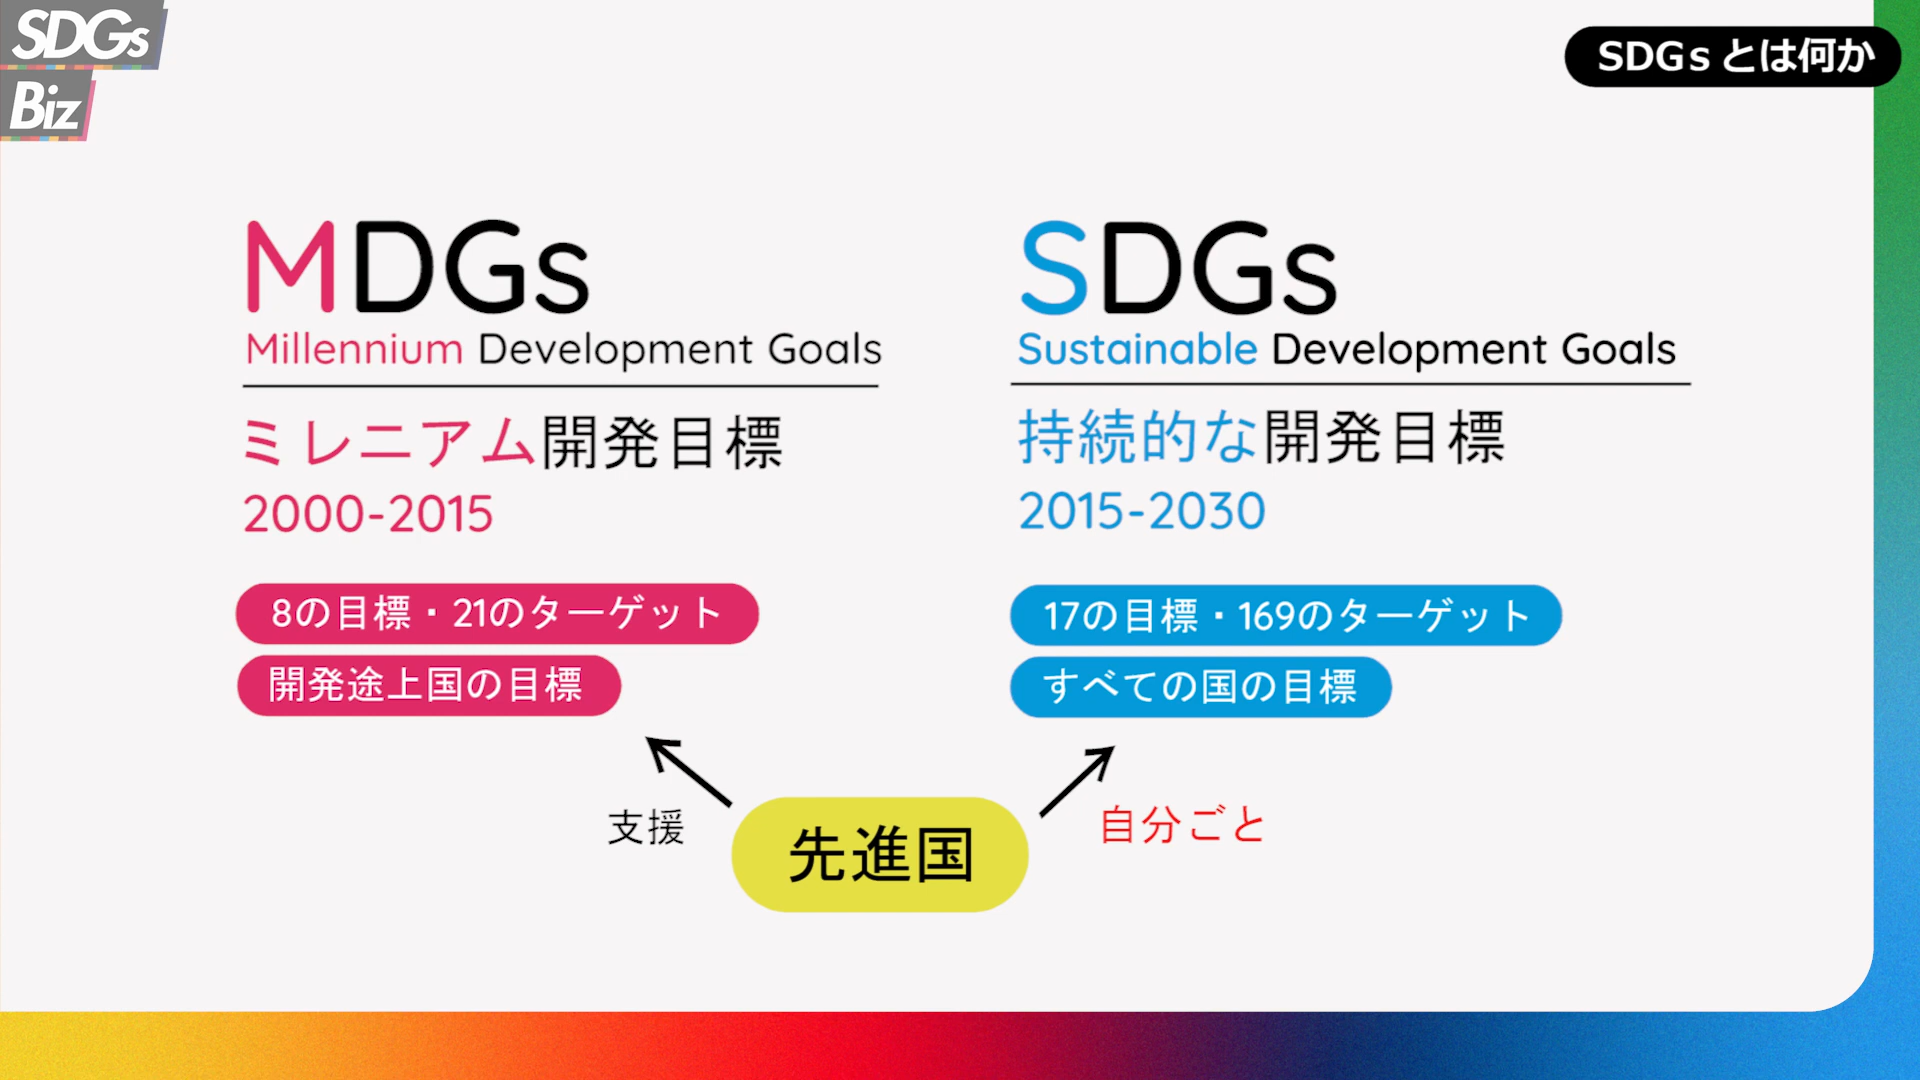 SDGs
Biz
SDGs とは何か
MDGs
Millennium Development Goals
ミレニアム開発目標
2000-2015
8の目標・21のターゲット
開発途上国の目標
SDGs
Sustainable Development Goals
持続的な開発目標
2015-2030
17の目標・169のターゲット
すべての国の目標
支援
先進国
自分ごと